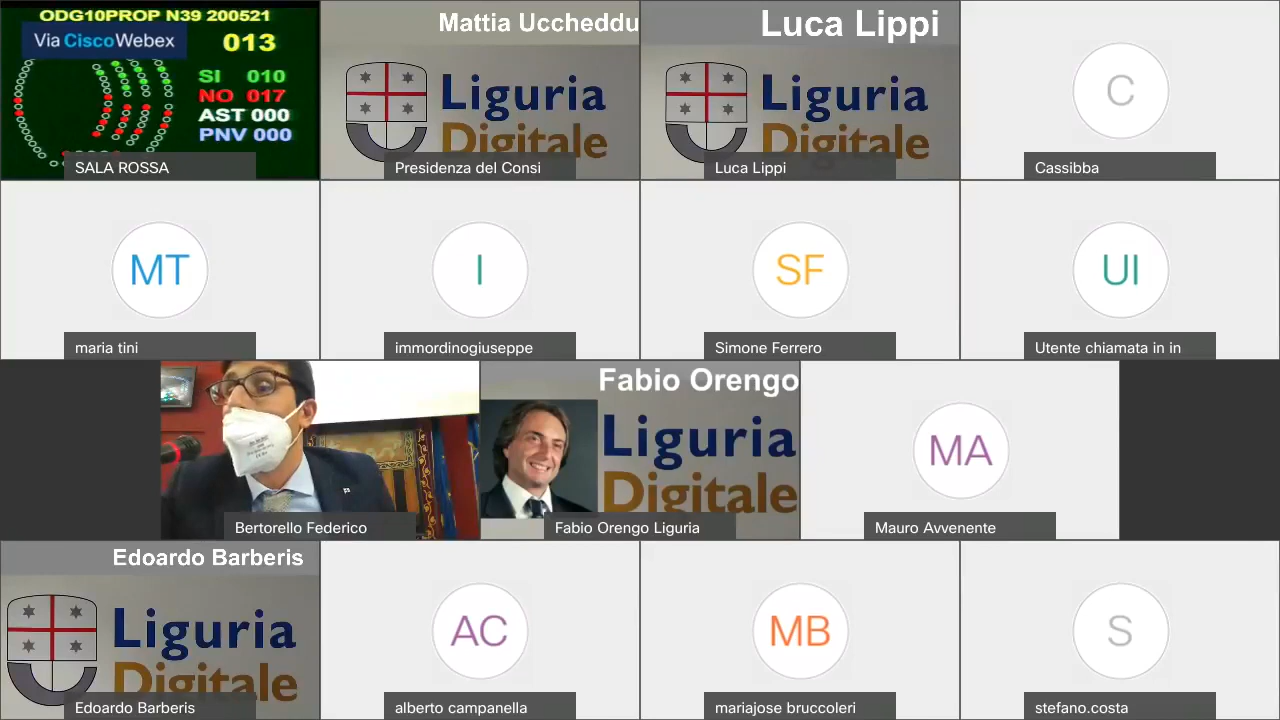 ODG10PROP N39 200521
Via CiscoWebex
013
SI 010
NO 017
AST 000
PNV 000
SALA ROSSA
Mattia Uccheddu
Liguria
Digitale
Presidenza del Consi
Luca Lippi
Liguria
Digitale
Luca Lippi
C
Cassibba
MT
maria tini
I
immordinogiuseppe
SF
Simone Ferrero
UI
Utente chiamata in in
Bertorello Federico
Fabio Orengo
Liguria
Digitale
Fabio Orengo Liguria
MA
Mauro Avvenente
Edoardo Barberis
Liguria
Digitale
Edoardo Barberis
AC
alberto campanella
MB
mariajose bruccoleri
S
stefano.costa